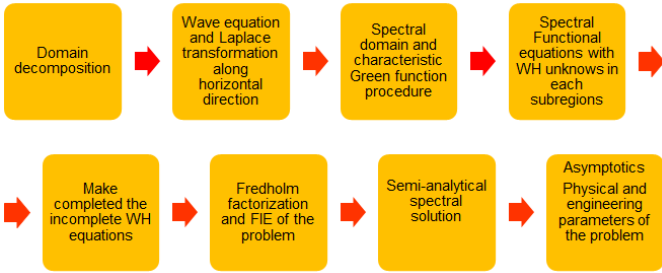 Domain
decomposition
Wave equation
and Laplace
transformation
along
horizontal
direction
Spectral
domain and
characteristic
Green function
procedure
Spectral
Functional
equations with
WH unknows in
each
subregions
Make
completed the
incomplete WH
equations
Fredholm
factorization
and FIE of the
problem
Semi-analytical
spectral
solution
Asymptotics
Physical and
engineering
parameters of
the problem